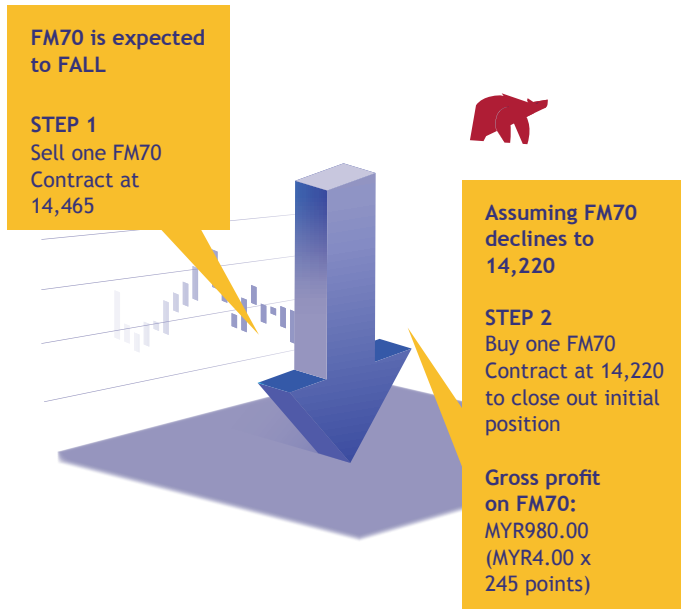 FM70 is expected
to FALL
STEP 1
Sell one FM70
Contract at
14,465
Assuming FM70
declines to
14,220
STEP 2
Buy one FM70
Contract at 14,220
to close out initial
position
Gross profit
on FM70:
MYR980.00
(MYR4.00 x
245 points)